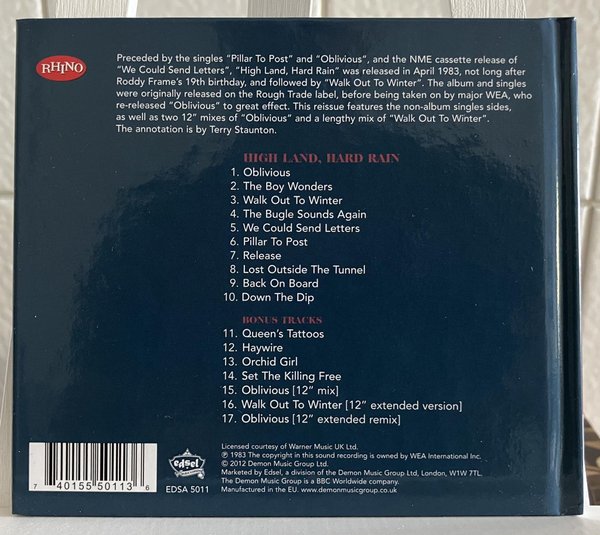 RHINO
Preceded by the singles "Pillar To Post" and "Oblivious", and the NME cassette release of
"We Could Send Letters", "High Land, Hard Rain" was released in April 1983, not long after
Roddy Frame's 19th birthday, and followed by "Walk Out To Winter". The album and singles
were originally released on the Rough Trade label, before being taken on by major WEA, who
re-released "Oblivious" to great effect. This reissue features the non-album singles sides,
as well as two 12" mixes of "Oblivious" and a lengthy mix of "Walk Out To Winter".
The annotation is by Terry Staunton.
HIGH LAND, HARD RAIN
1. Oblivious
2. The Boy Wonders
3. Walk Out To Winter
4. The Bugle Sounds Again
5. We Could Send Letters
6. Pillar To Post
7. Release
8. Lost Outside The Tunnel
9. Back On Board
10. Down The Dip
BONUS TRACKS
11. Queen's Tattoos
12. Haywire
13. Orchid Girl
14. Set The Killing Free
15. Oblivious [12" mix]
16. Walk Out To Winter [12" extended version]
17. Oblivious [12" extended remix]
7 40155 50113 6
edsel
EDSA 5011
Licensed courtesy of Warner Music UK Ltd.
℗ 1983 The copyright in this sound recording is owned by WEA International Inc.
© 2012 Demon Music Group Ltd.
Marketed by Edsel, a division of the Demon Music Group Ltd, London, W1W 7TL.
The Demon Music Group is a BBC Worldwide company.
Manufactured in the EU. www.demonmusicgroup.co.uk